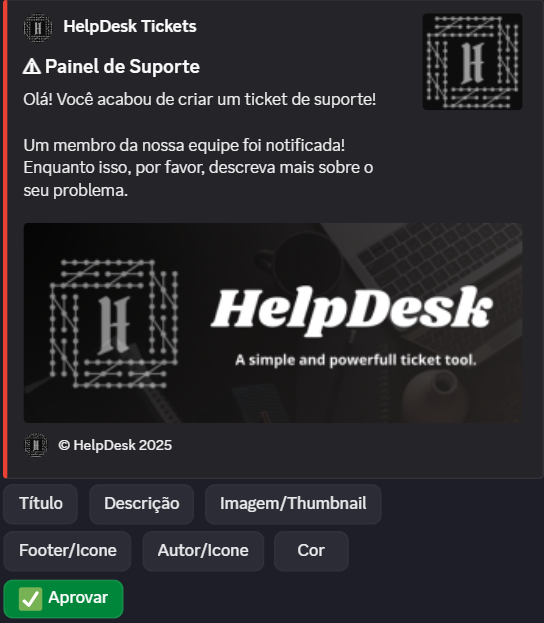 HelpDesk Tickets
⚠ Painel de Suporte
Olá! Você acabou de criar um ticket de suporte!
Um membro da nossa equipe foi notificada!
Enquanto isso, por favor, descreva mais sobre o
seu problema.
H
H
HelpDesk
A simple and powerfull ticket tool.
© HelpDesk 2025
Título
Descrição
Imagem/Thumbnail
Footer/Icone
Autor/Icone
Cor
✅ Aprovar